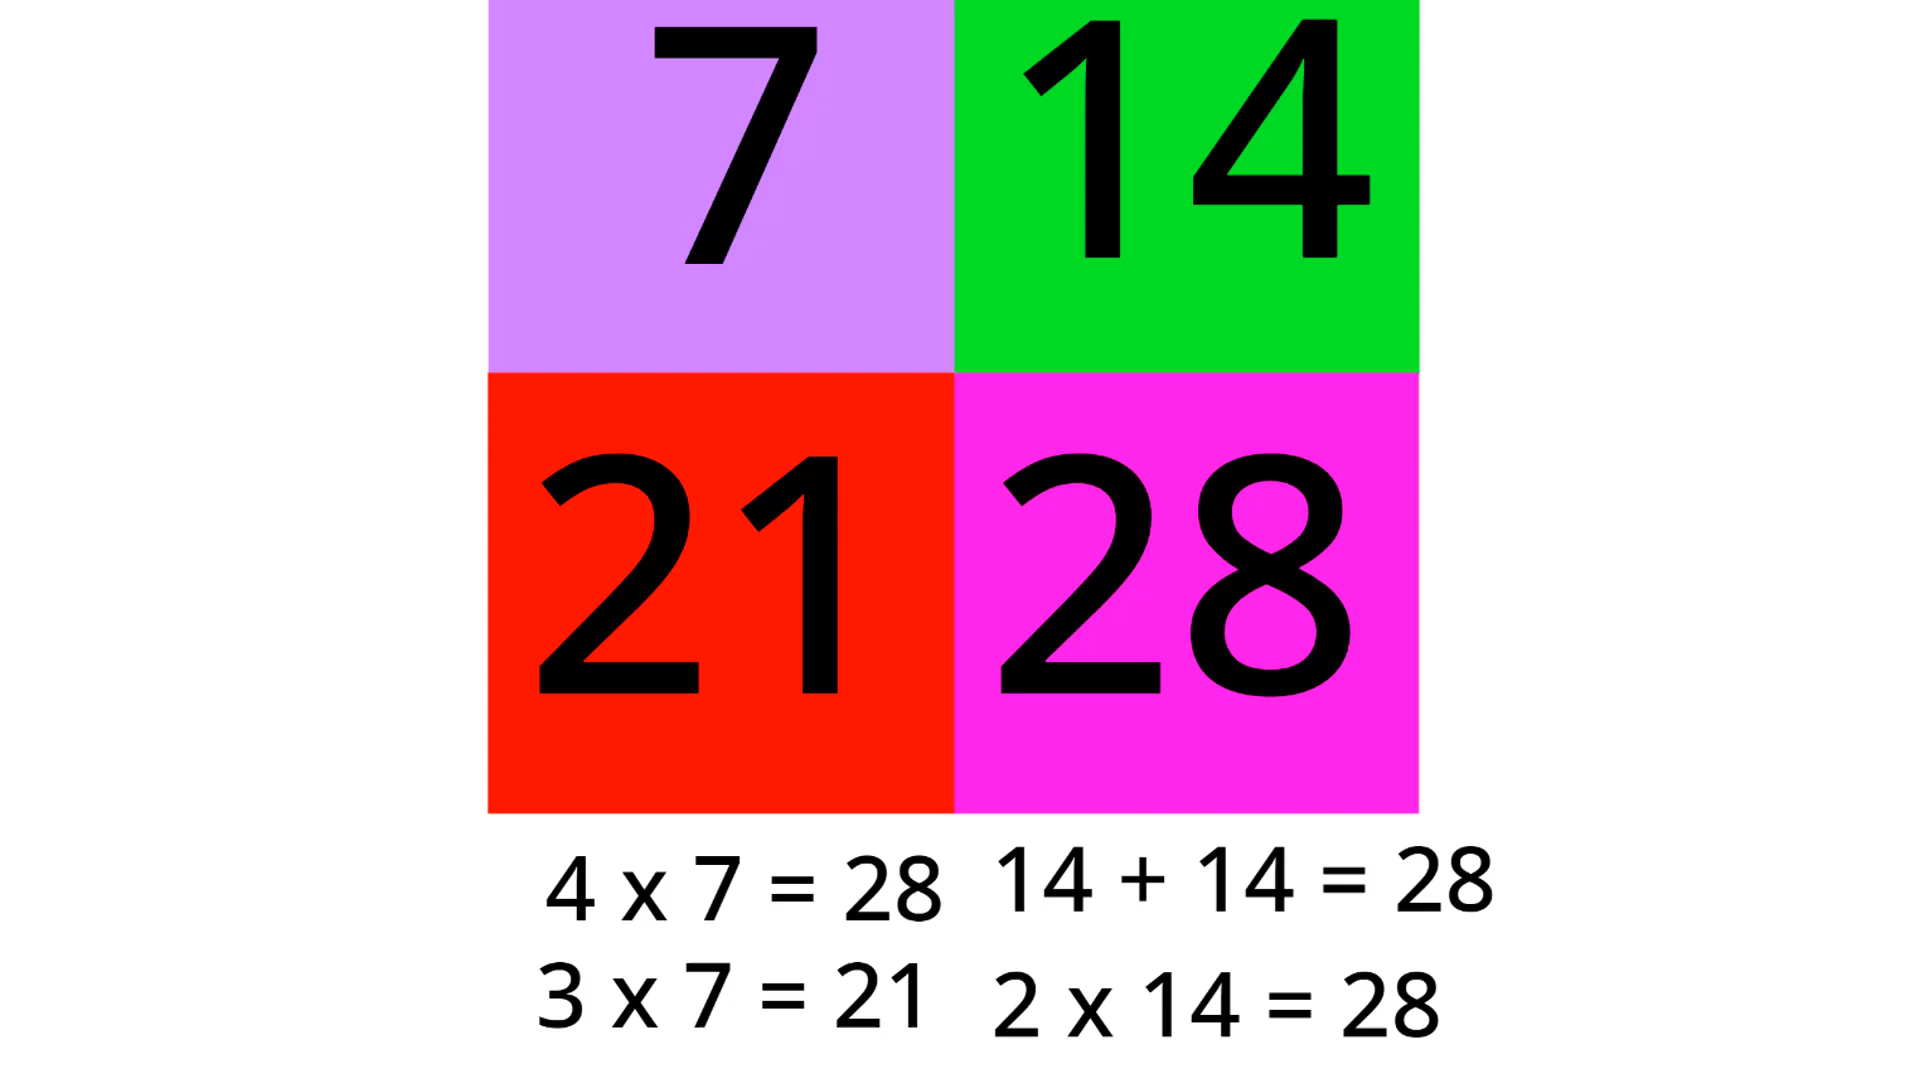 7 14
21 28
4 x 7 = 28 14 + 14 = 28
3 x 7 = 21 2 x 14 = 28